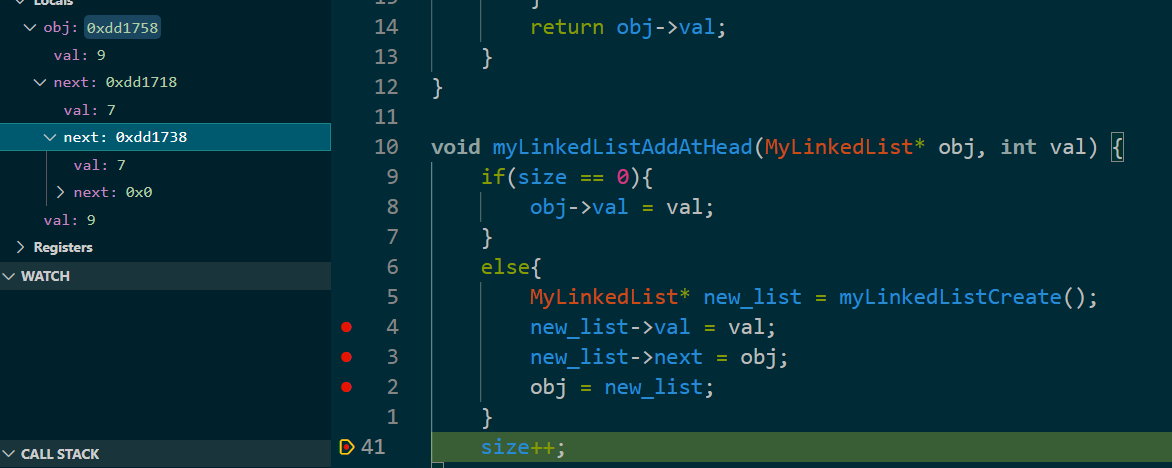 Locals
obj: 0xdd1758
val: 9
next: 0xdd1718
val: 7
next: 0xdd1738
val: 7
next: 0x0
val: 9
Registers
WATCH
CALL STACK
15 }
14 return obj->val;
13 }
12 }
11
10 void myLinkedListAddAtHead(MyLinkedList* obj, int val) {
9 if(size == 0){
8 obj->val = val;
7 }
6 else{
5 MyLinkedList* new_list = myLinkedListCreate();
4 new_list->val = val;
3 new_list->next = obj;
2 obj = new_list;
1 }
41 size++;